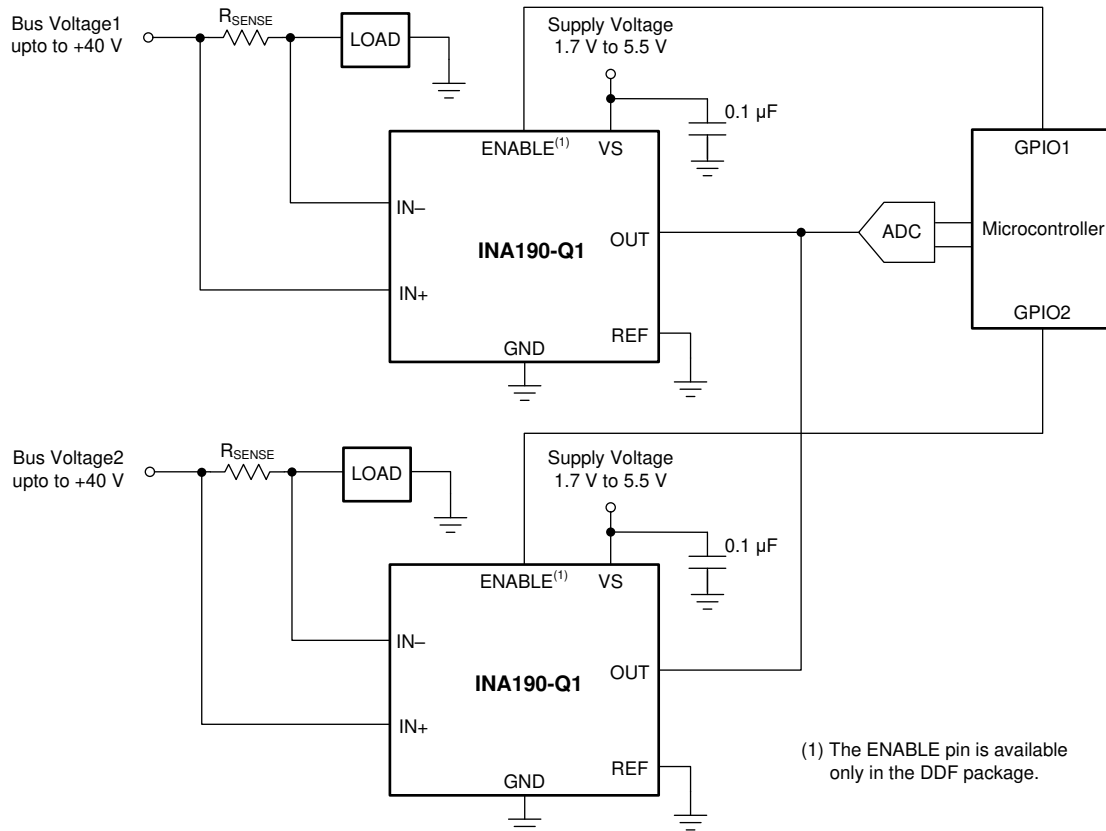 Bus Voltage1
upto to +40 V
R_SENSE
LOAD
Supply Voltage
1.7 V to 5.5 V
0.1 µF
ENABLE(1)
VS
IN–
IN+
INA190-Q1
OUT
REF
GND
ADC
GPIO1
Microcontroller
GPIO2
Bus Voltage2
upto to +40 V
RSENSE
LOAD
Supply Voltage
1.7 V to 5.5 V
0.1 µF
ENABLE(1)
VS
IN–
IN+
INA190-Q1
OUT
REF
GND
(1) The ENABLE pin is available
only in the DDF package.